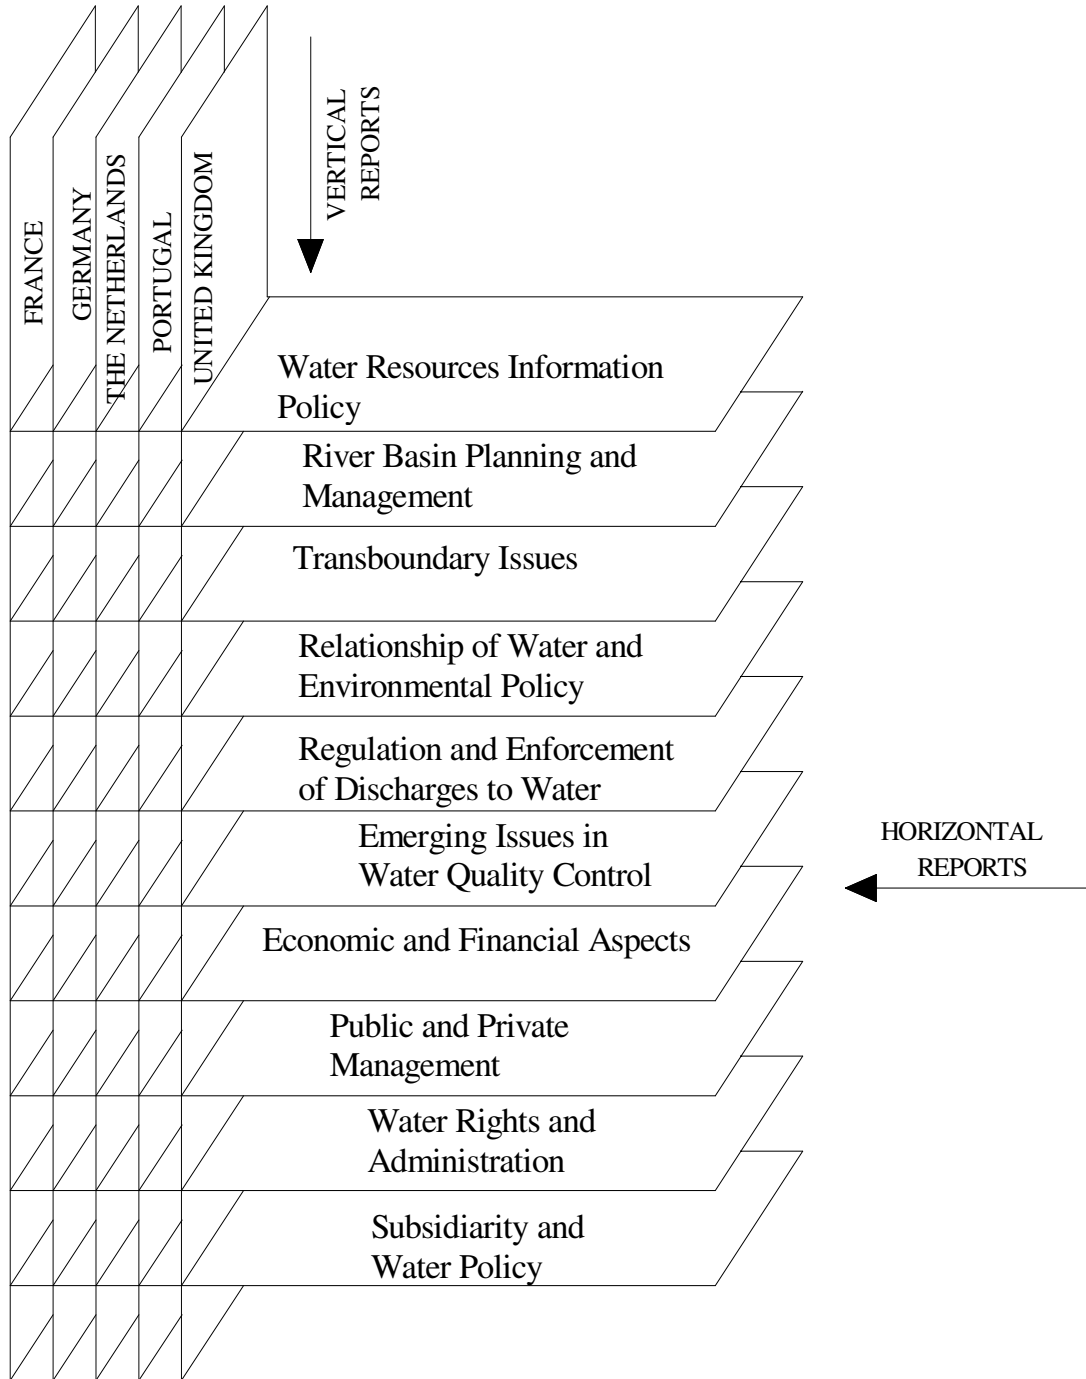 VERTICAL
REPORTS
FRANCE
GERMANY
THE NETHERLANDS
PORTUGAL
UNITED KINGDOM
Water Resources Information
Policy
River Basin Planning and
Management
Transboundary Issues
Relationship of Water and
Environmental Policy
Regulation and Enforcement
of Discharges to Water
Emerging Issues in
Water Quality Control
HORIZONTAL
REPORTS
Economic and Financial Aspects
Public and Private
Management
Water Rights and
Administration
Subsidiarity and
Water Policy